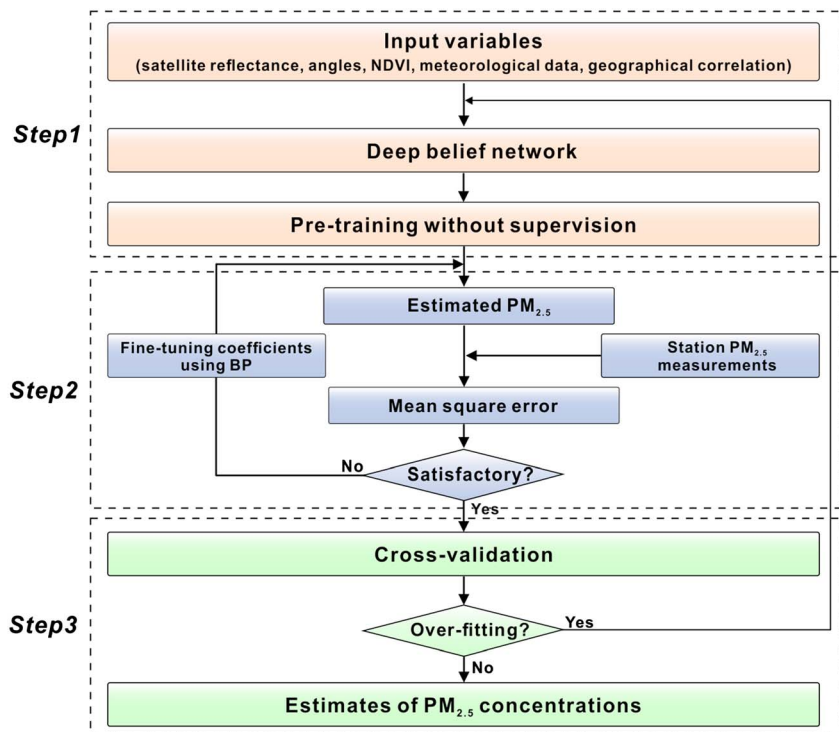 Input variables
(satellite reflectance, angles, NDVI, meteorological data, geographical correlation)
Step1
Deep belief network
Pre-training without supervision
Estimated PM2.5
Fine-tuning coefficients
using BP
Station PM2.5
measurements
Step2
Mean square error
No
Satisfactory?
Yes
Cross-validation
Step3
Over-fitting?
Yes
No
Estimates of PM2.5 concentrations